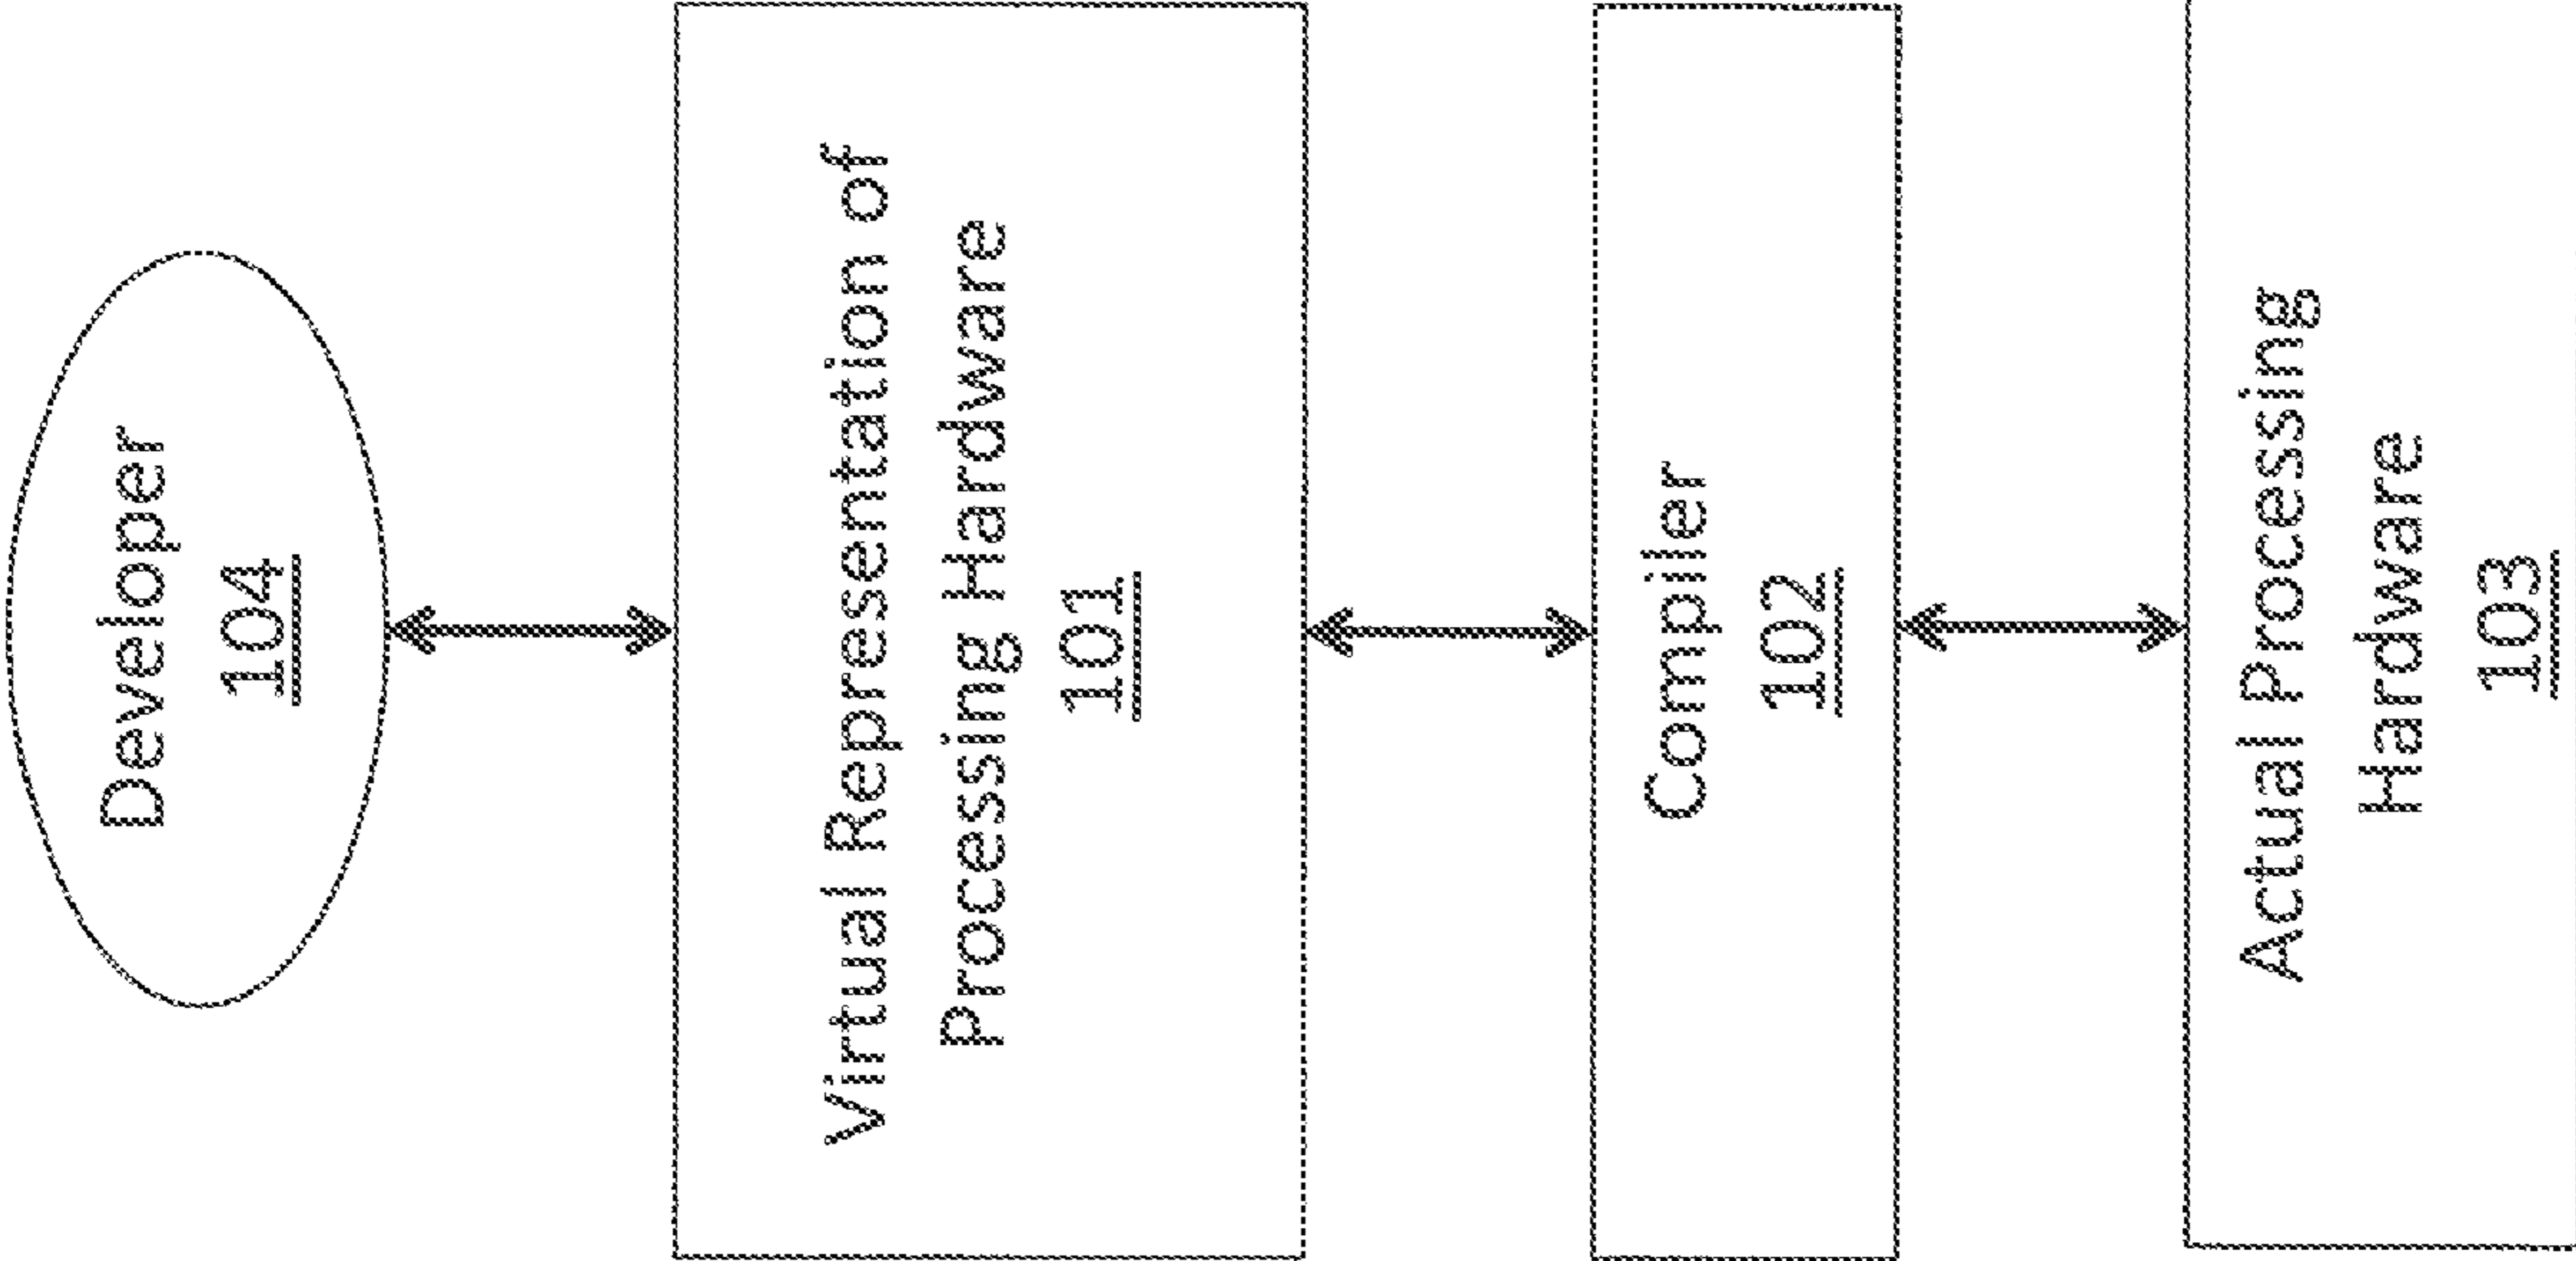 Developer
104
Virtual Representation of
Processing Hardware
101
Compiler
102
Actual Processing
Hardware
103